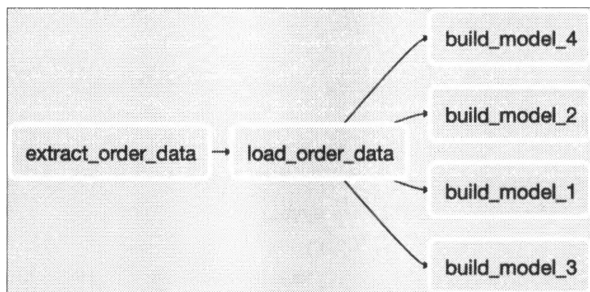 build_model_4
build_model_2
extract_order_data
load_order_data
build_model_1
build_model_3